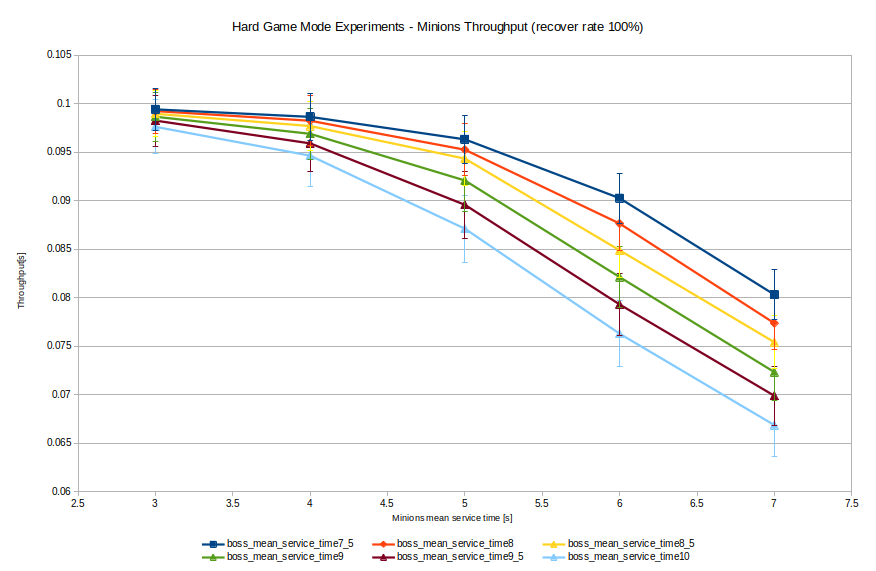 Hard Game Mode Experiments - Minions Throughput (recover rate 100%)
0.105
0.1
0.095
0.09
0.085
0.08
0.075
0.07
0.065
0.06
Throughput[s]
2.5 3 3.5 4 4.5 5 5.5 6 6.5 7 7.5
Minions mean service time [s]
boss_mean_service_time7_5 boss_mean_service_time8 boss_mean_service_time8_5
boss_mean_service_time9 boss_mean_service_time9_5 boss_mean_service_time10